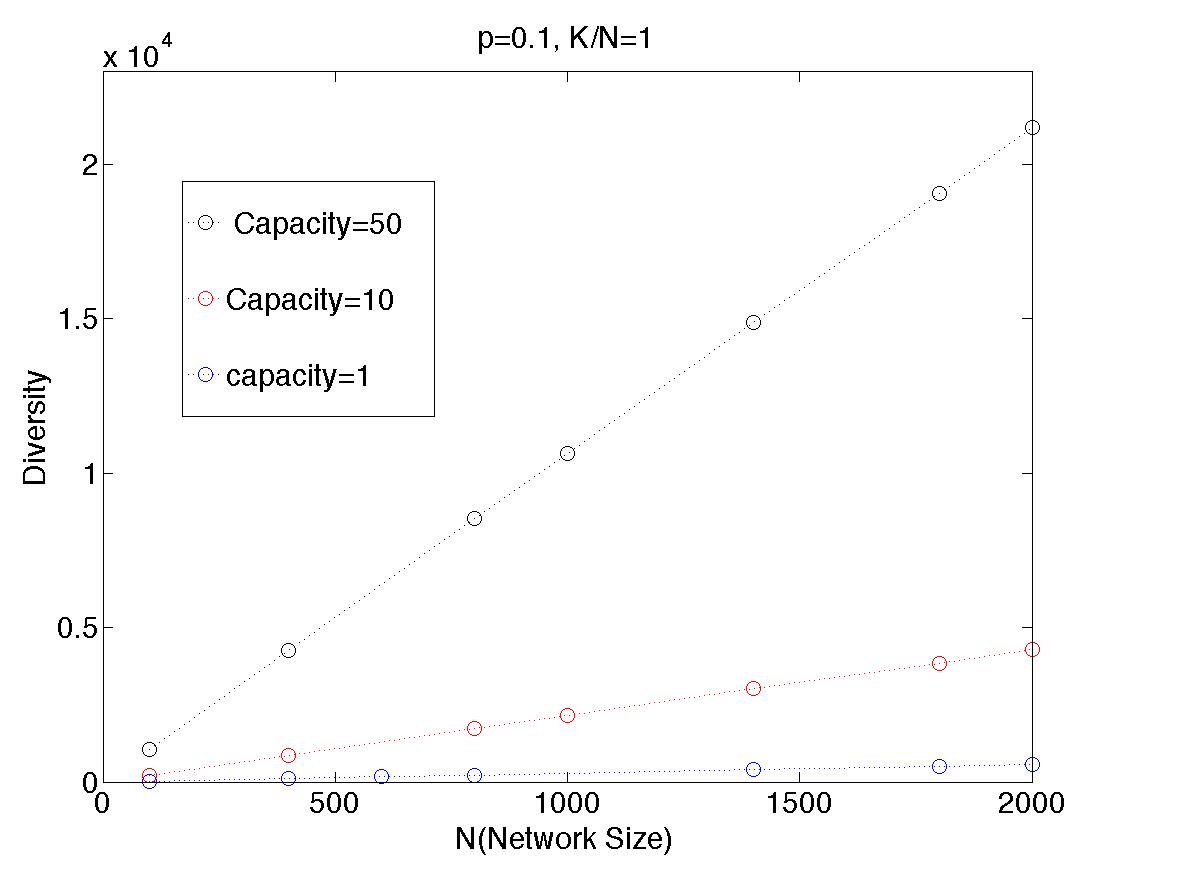 p=0.1, K/N=1
x 10^4
2
1.5
1
0.5
0
Diversity
Capacity=50
Capacity=10
capacity=1
0 500 1000 1500 2000
N(Network Size)